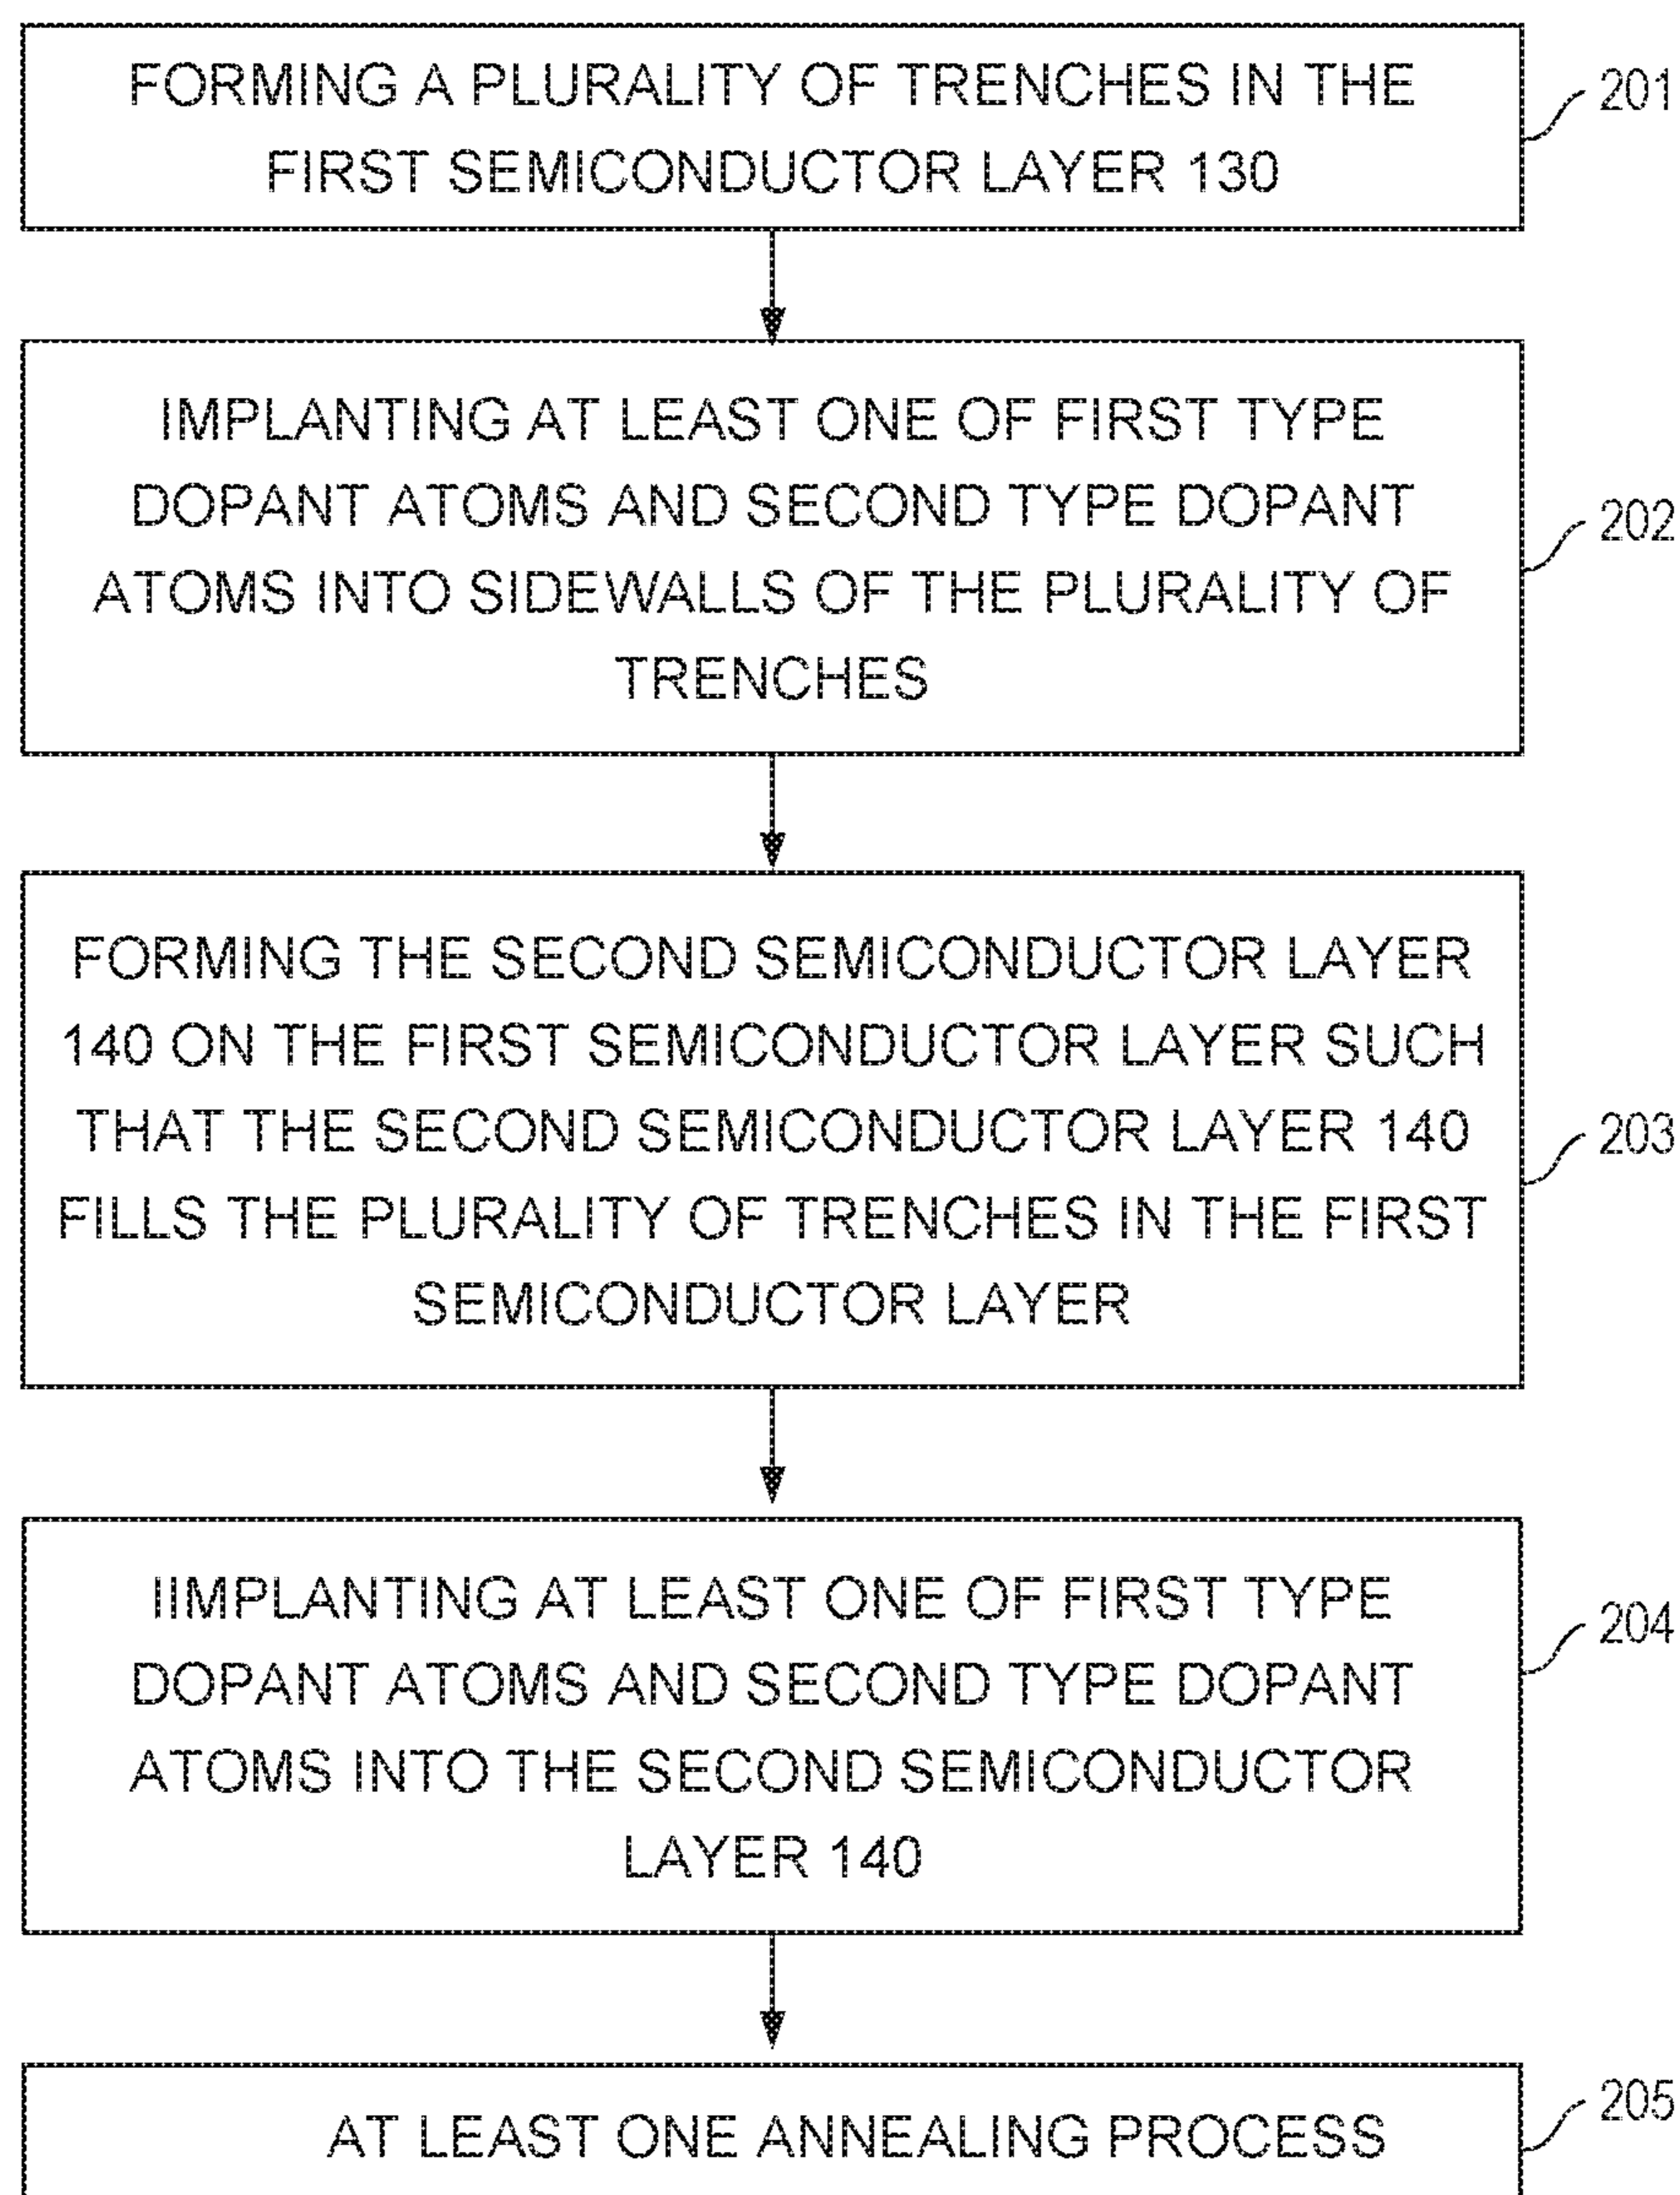 FORMING A PLURALITY OF TRENCHES IN THE
FIRST SEMICONDUCTOR LAYER 130
201
IMPLANTING AT LEAST ONE OF FIRST TYPE
DOPANT ATOMS AND SECOND TYPE DOPANT
ATOMS INTO SIDEWALLS OF THE PLURALITY OF
TRENCHES
202
FORMING THE SECOND SEMICONDUCTOR LAYER
140 ON THE FIRST SEMICONDUCTOR LAYER SUCH
THAT THE SECOND SEMICONDUCTOR LAYER 140
FILLS THE PLURALITY OF TRENCHES IN THE FIRST
SEMICONDUCTOR LAYER
203
IIMPLANTING AT LEAST ONE OF FIRST TYPE
DOPANT ATOMS AND SECOND TYPE DOPANT
ATOMS INTO THE SECOND SEMICONDUCTOR
LAYER 140
204
AT LEAST ONE ANNEALING PROCESS
205